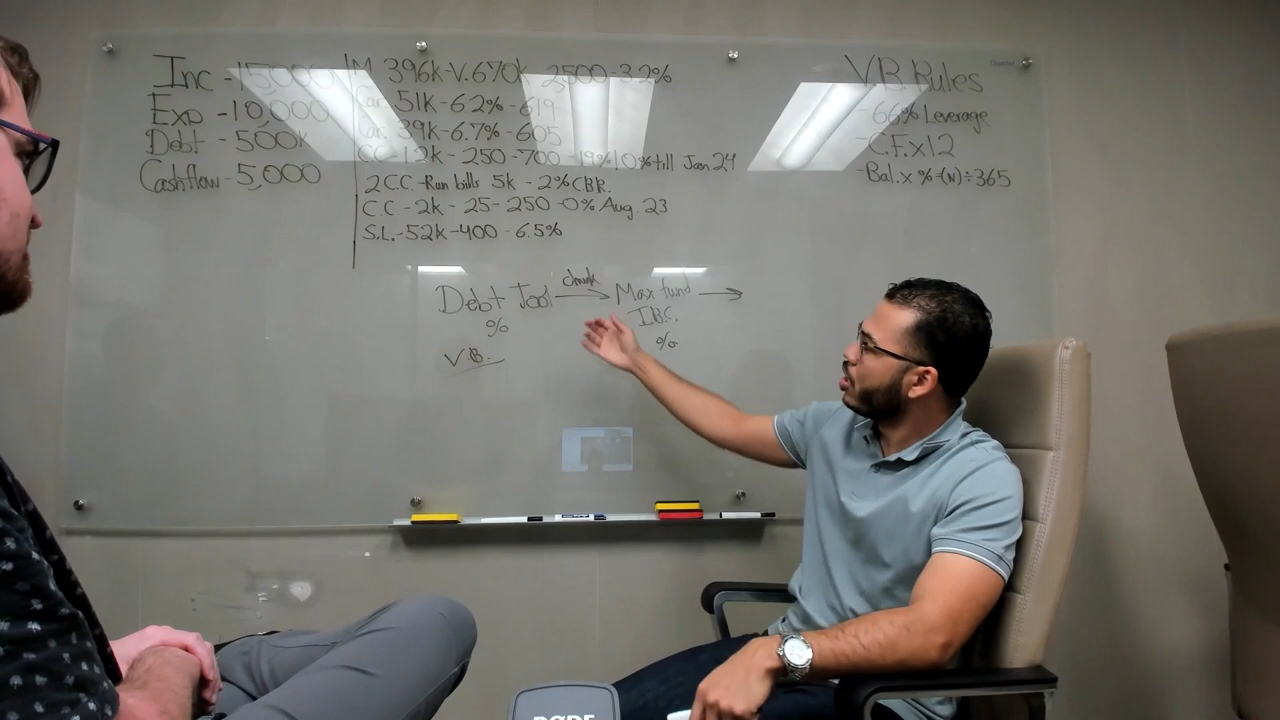 Inc - 15000
Exp - 10,000
Debt - 500k
Cashflow - 5,000
M 396k-V.670k 2500-3.2%
Car 51k-6.2% - 619
Car 39k-6.7% - 605
CC-12k - 250-700-19% 10% till Jan 24
2CC.-Run bills 5k - 2% CBR.
CC-2k - 25-250-0% Aug 23
S.L.-52k-400 - 6.5%
VB Rules
- 66% Leverage
- C.F.x12
-Bal.x%-(N)÷365
Debt Tool chunk → Max fund →
% I.B.C.
V.B. %
RØDE